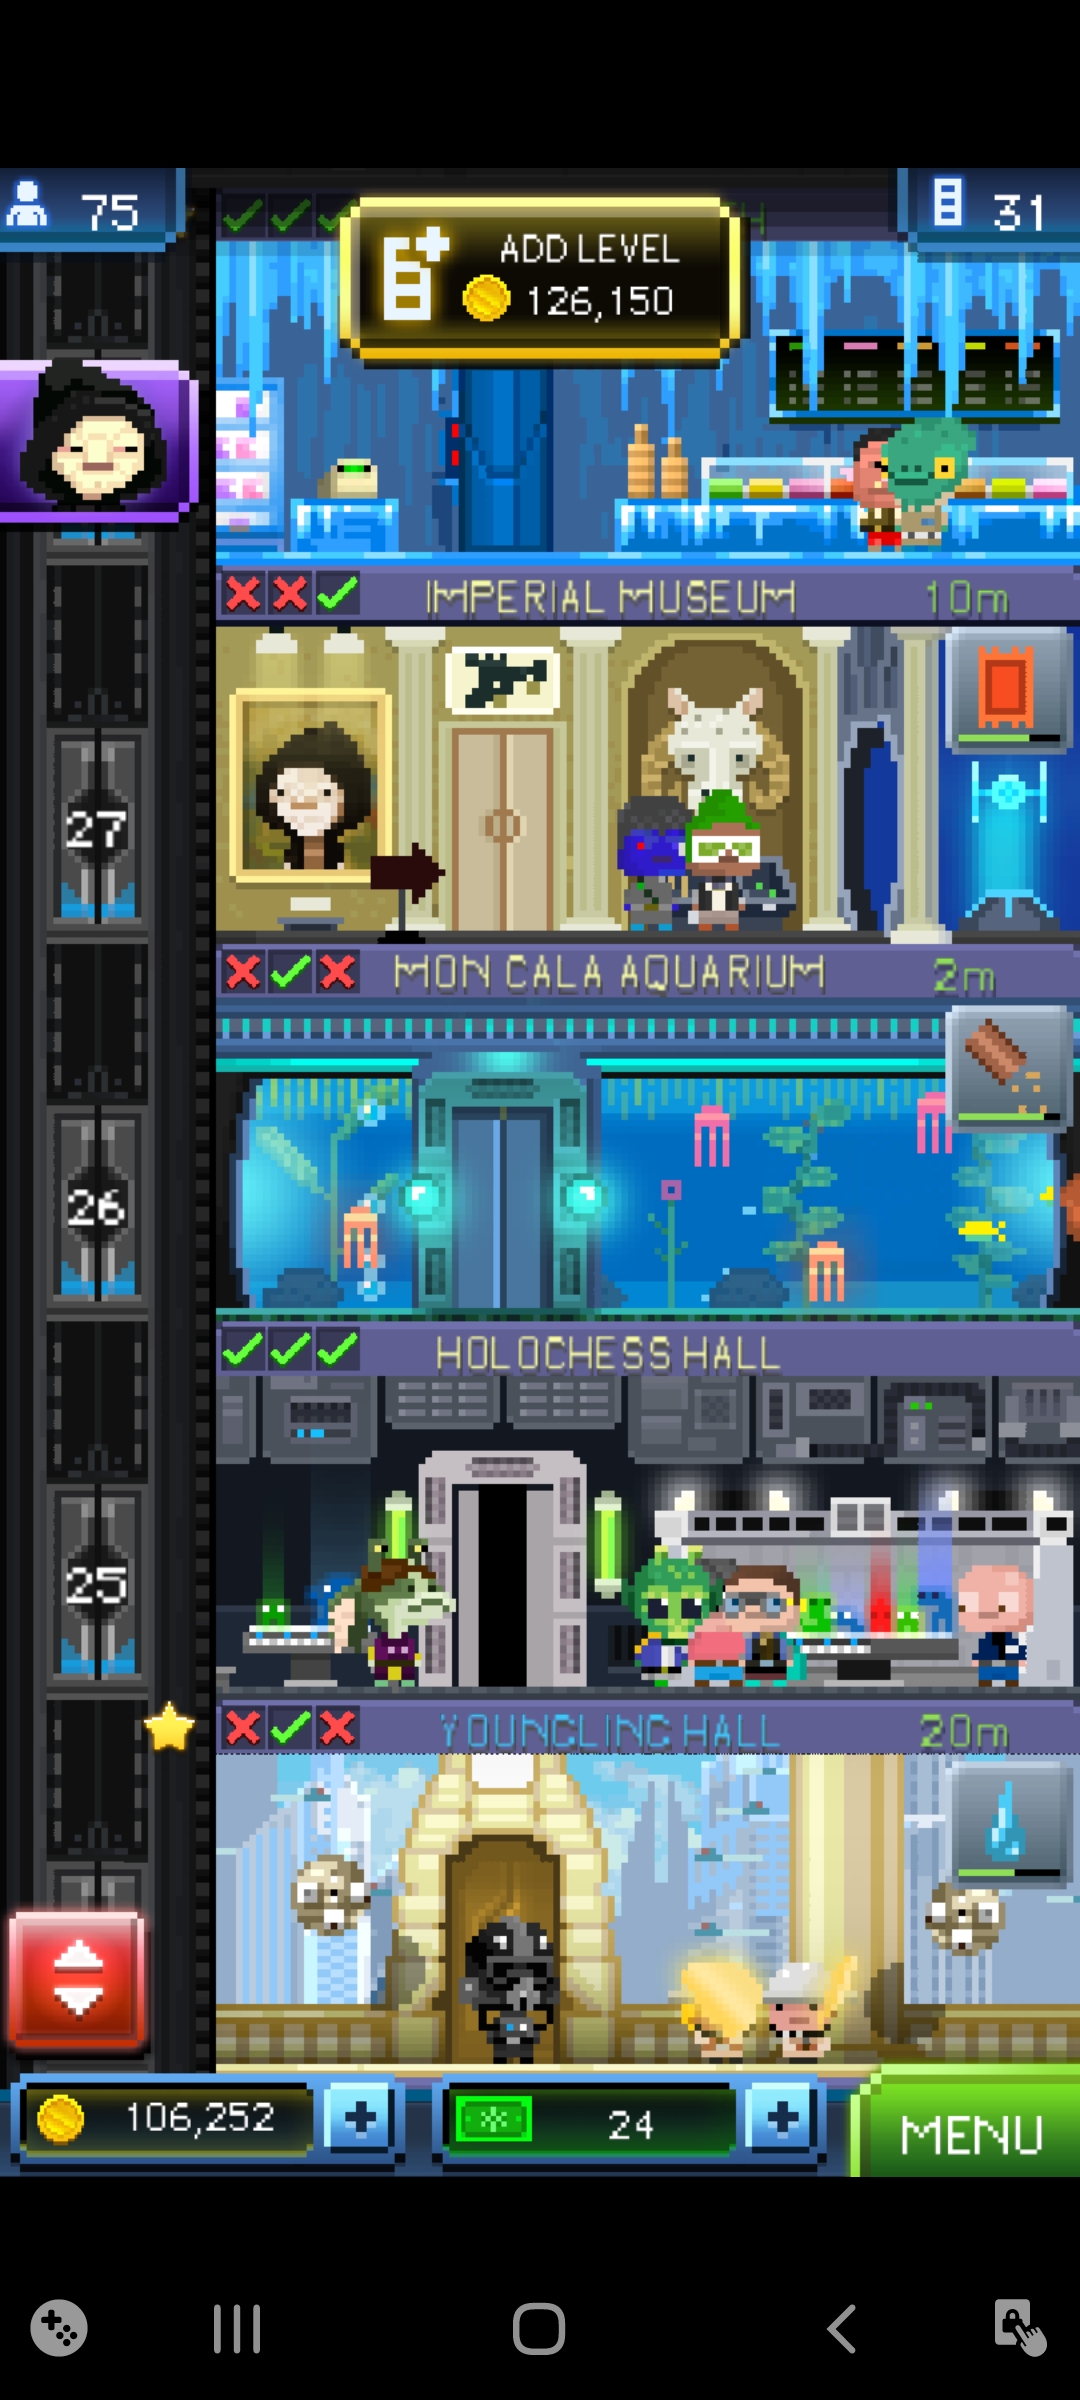 75
31
ADD LEVEL
126,150
IMPERIAL MUSEUM 10m
27
MON CALA AQUARIUM 2m
26
HOLOCHESS HALL
25
YOUNGLING HALL 20m
106,252
24
MENU